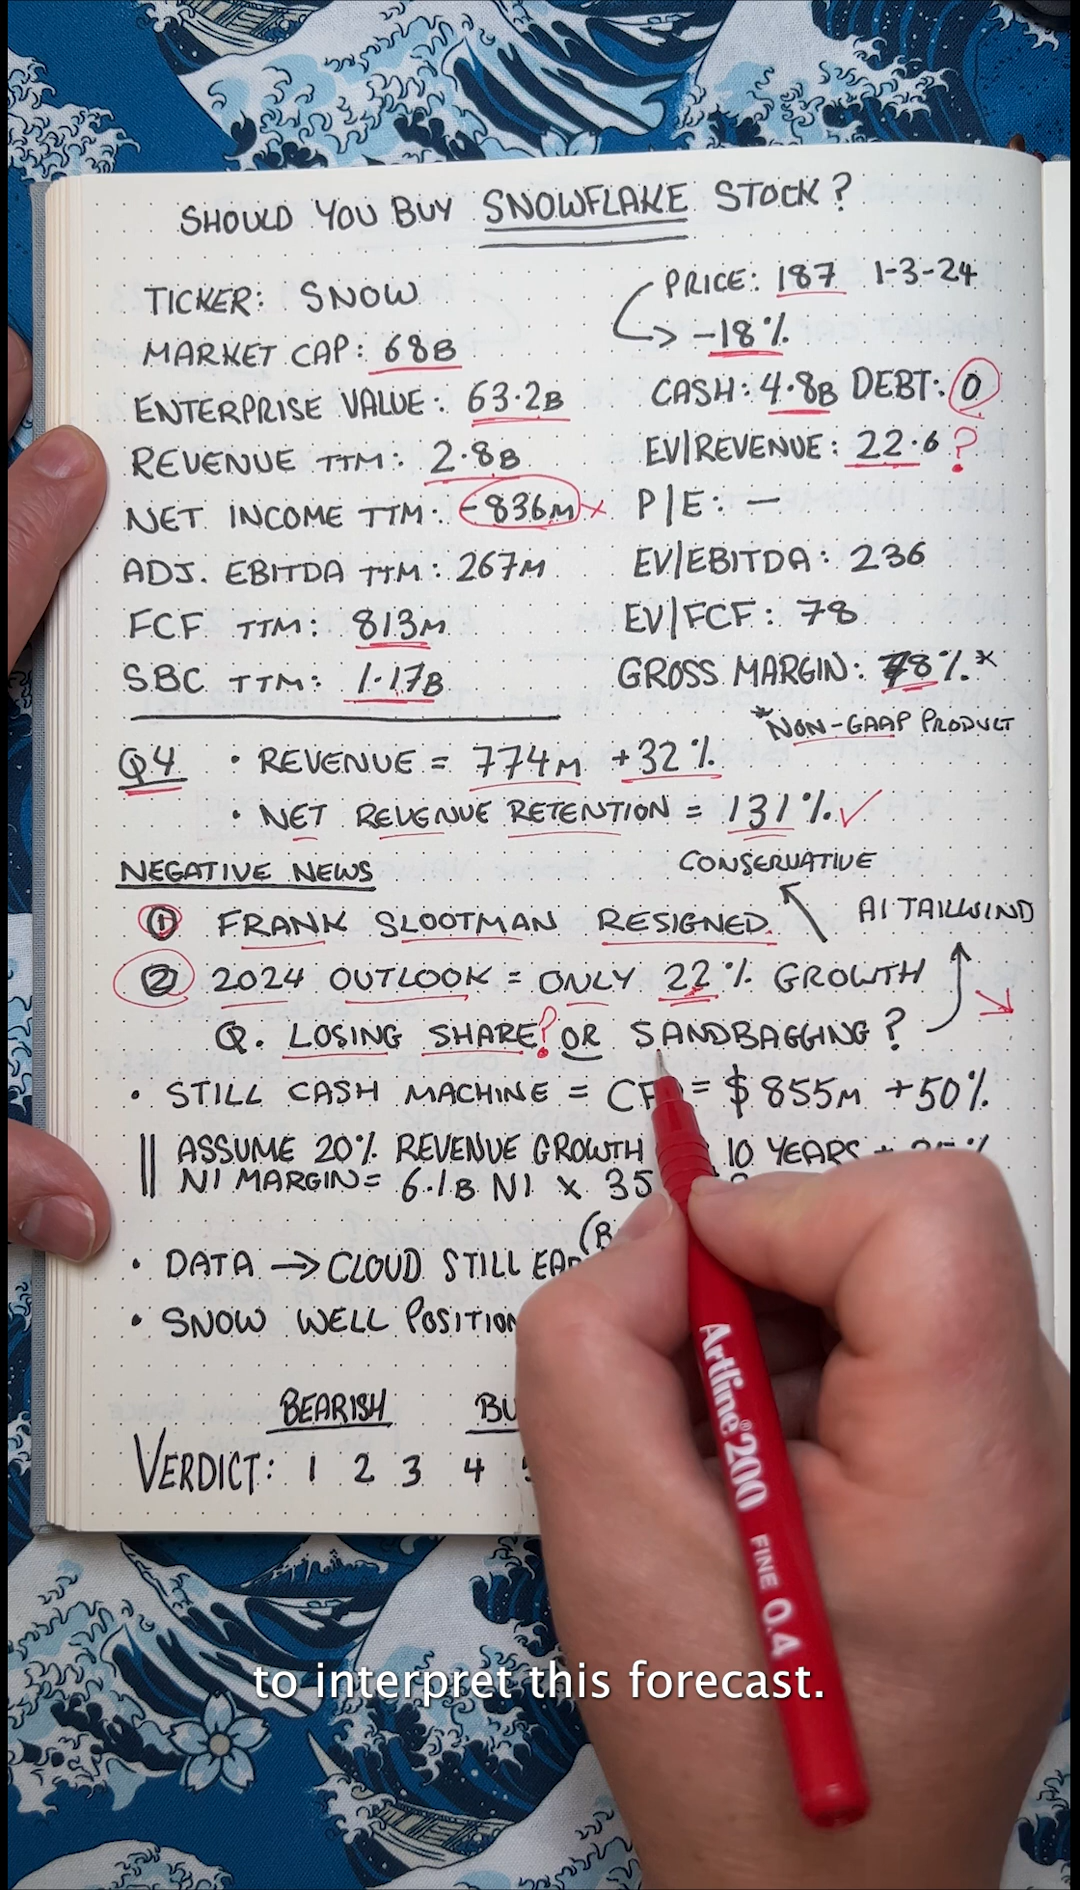 SHOULD YOU BUY SNOWFLAKE STOCK?
TICKER: SNOW
PRICE: 187 1-3-24
→ -18%
MARKET CAP: 68B
CASH: 4.8B DEBT: 0
ENTERPRISE VALUE: 63.2B
EV/REVENUE: 22.6 ?
REVENUE TTM: 2.8B
P/E: —
NET INCOME TTM: -836M x
EV/EBITDA: 236
ADJ. EBITDA TTM: 267M
EV/FCF: 78
FCF TTM: 813M
GROSS MARGIN: 78%*
SBC TTM: 1.17B
*NON-GAAP PRODUCT
Q4 • REVENUE = 774M +32%
• NET REVENUE RETENTION = 131% ✓
NEGATIVE NEWS
CONSERVATIVE
① FRANK SLOOTMAN RESIGNED.
AI TAILWIND
② 2024 OUTLOOK = ONLY 22% GROWTH
Q. LOSING SHARE? OR SANDBAGGING?
• STILL CASH MACHINE = = $855M +50%
ASSUME 20% REVENUE GROWTH 10 YEARS +
NI MARGIN = 6.1B NI x 35
• DATA → CLOUD STILL
• SNOW WELL
BEARISH
VERDICT: 1 2 3 4
Artline® 200 FINE 0.4
to interpret this forecast.